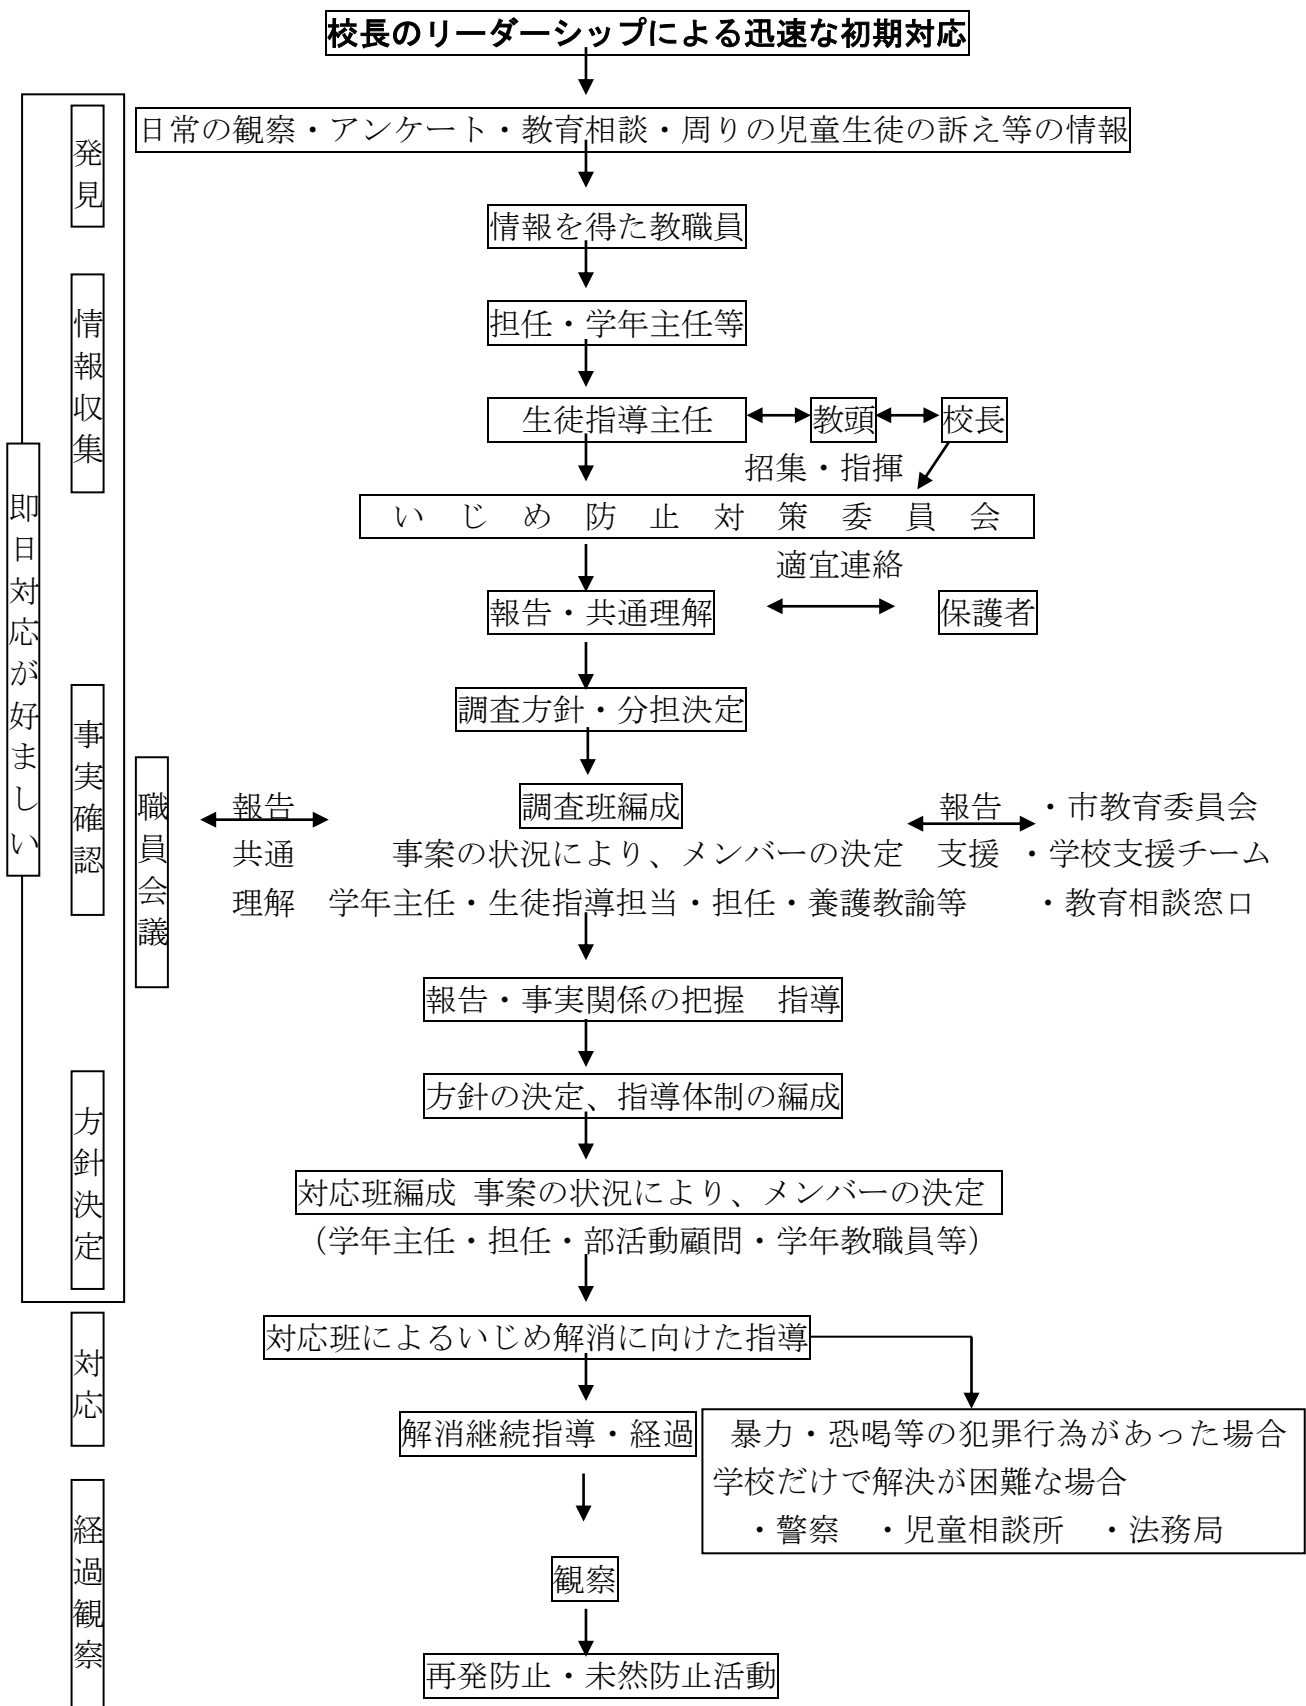 校長のリーダーシップによる迅速な初期対応
発見
日常の観察・アンケート・教育相談・周りの児童生徒の訴え等の情報
情報を得た教職員
情報収集
担任・学年主任等
生徒指導主任
教頭
校長
招集・指揮
いじめ防止対策委員会
即日対応が好ましい
適宜連絡
報告・共通理解
保護者
事実確認
調査方針・分担決定
職員会議
報告
共通
理解
調査班編成
事案の状況により、メンバーの決定
学年主任・生徒指導担当・担任・養護教諭等
報告
支援
・市教育委員会
・学校支援チーム
・教育相談窓口
報告・事実関係の把握　指導
方針決定
方針の決定、指導体制の編成
対応班編成 事案の状況により、メンバーの決定
（学年主任・担任・部活動顧問・学年教職員等）
対応
対応班によるいじめ解消に向けた指導
解消継続指導・経過
暴力・恐喝等の犯罪行為があった場合
学校だけで解決が困難な場合
・警察　・児童相談所　・法務局
経過観察
観察
再発防止・未然防止活動